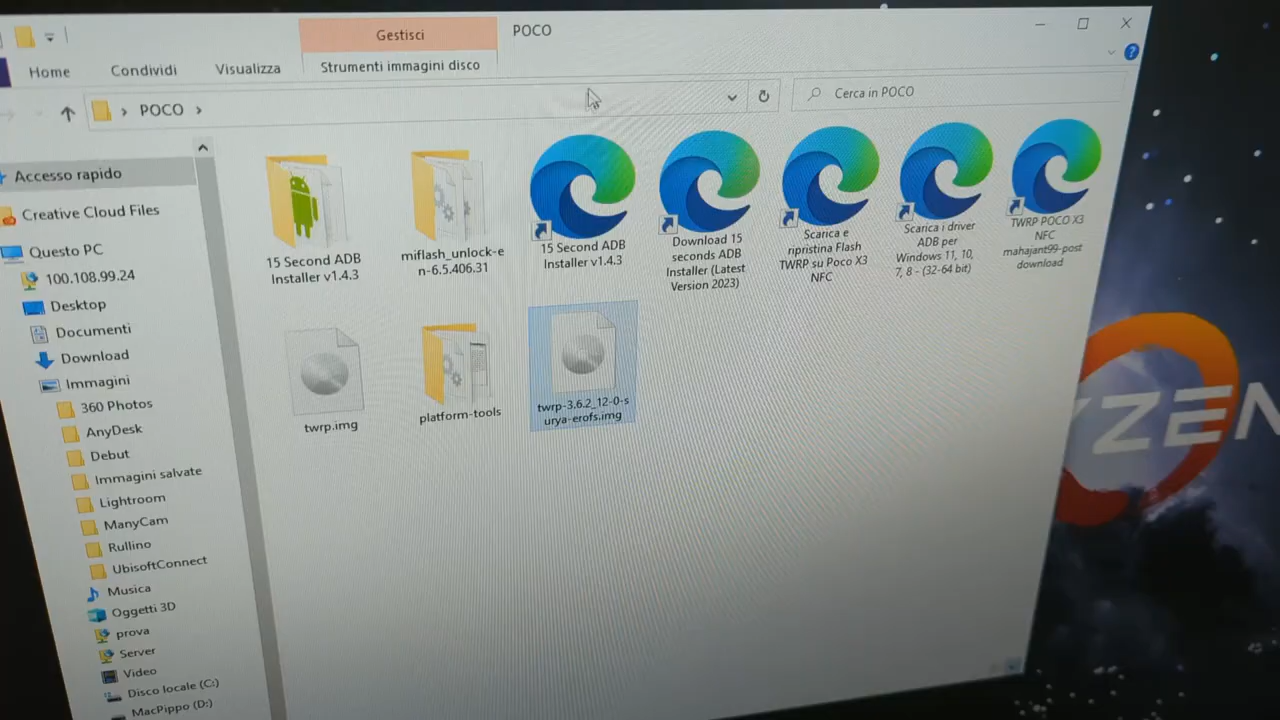 Gestisci
POCO
Home
Condividi
Visualizza
Strumenti immagini disco
POCO
Cerca in POCO
Accesso rapido
Creative Cloud Files
Questo PC
100.108.99.24
Desktop
Documenti
Download
Immagini
360 Photos
AnyDesk
Debut
Immagini salvate
Lightroom
ManyCam
Rullino
UbisoftConnect
Musica
Oggetti 3D
prova
Server
Video
Disco locale (C:)
MacPippo (D:)
15 Second ADB
Installer v1.4.3
miflash_unlock-e
n-6.5.406.31
15 Second ADB
Installer v1.4.3
Download 15
seconds ADB
Installer (Latest
Version 2023)
Scarica e
ripristina Flash
TWRP su Poco X3
NFC
Scarica i driver
ADB per
Windows 11, 10,
7, 8 - (32-64 bit)
TWRP POCO X3
NFC
mahajant99-post
download
twrp.img
platform-tools
twrp-3.6.2_12-0-s
urya-erofs.img
YZEN